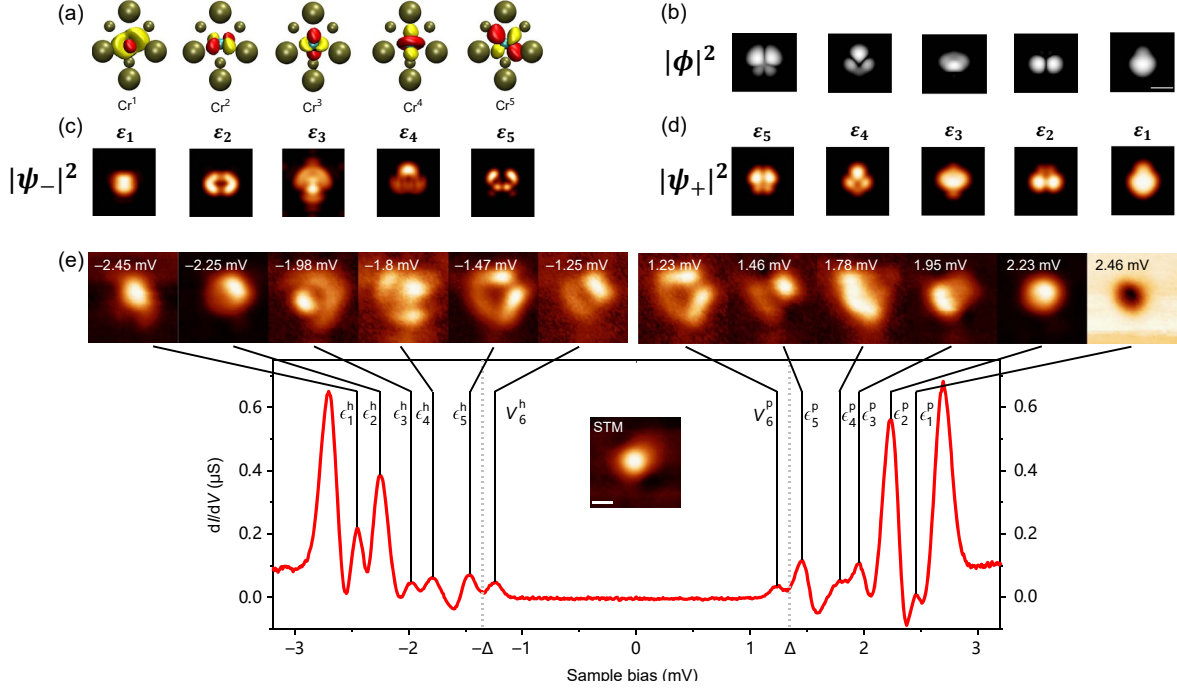 (a)
Cr¹ Cr² Cr³ Cr⁴ Cr⁵
(b)
|ϕ|²
(c)
ε₁ ε₂ ε₃ ε₄ ε₅
|ψ₋|²
(d)
ε₅ ε₄ ε₃ ε₂ ε₁
|ψ₊|²
(e)
−2.45 mV −2.25 mV −1.98 mV −1.8 mV −1.47 mV −1.25 mV 1.23 mV 1.46 mV 1.78 mV 1.95 mV 2.23 mV 2.46 mV
ϵ₁ʰ ϵ₂ʰ ϵ₃ʰ ϵ₄ʰ ϵ₅ʰ V₆ʰ V₆ᵖ ϵ₅ᵖ ϵ₄ᵖ ϵ₃ᵖ ϵ₂ᵖ ϵ₁ᵖ
STM
dI/dV (µS)
0.6 0.6
0.4 0.4
0.2 0.2
0.0 0.0
−3 −2 −Δ −1 0 1 Δ 2 3
Sample bias (mV)